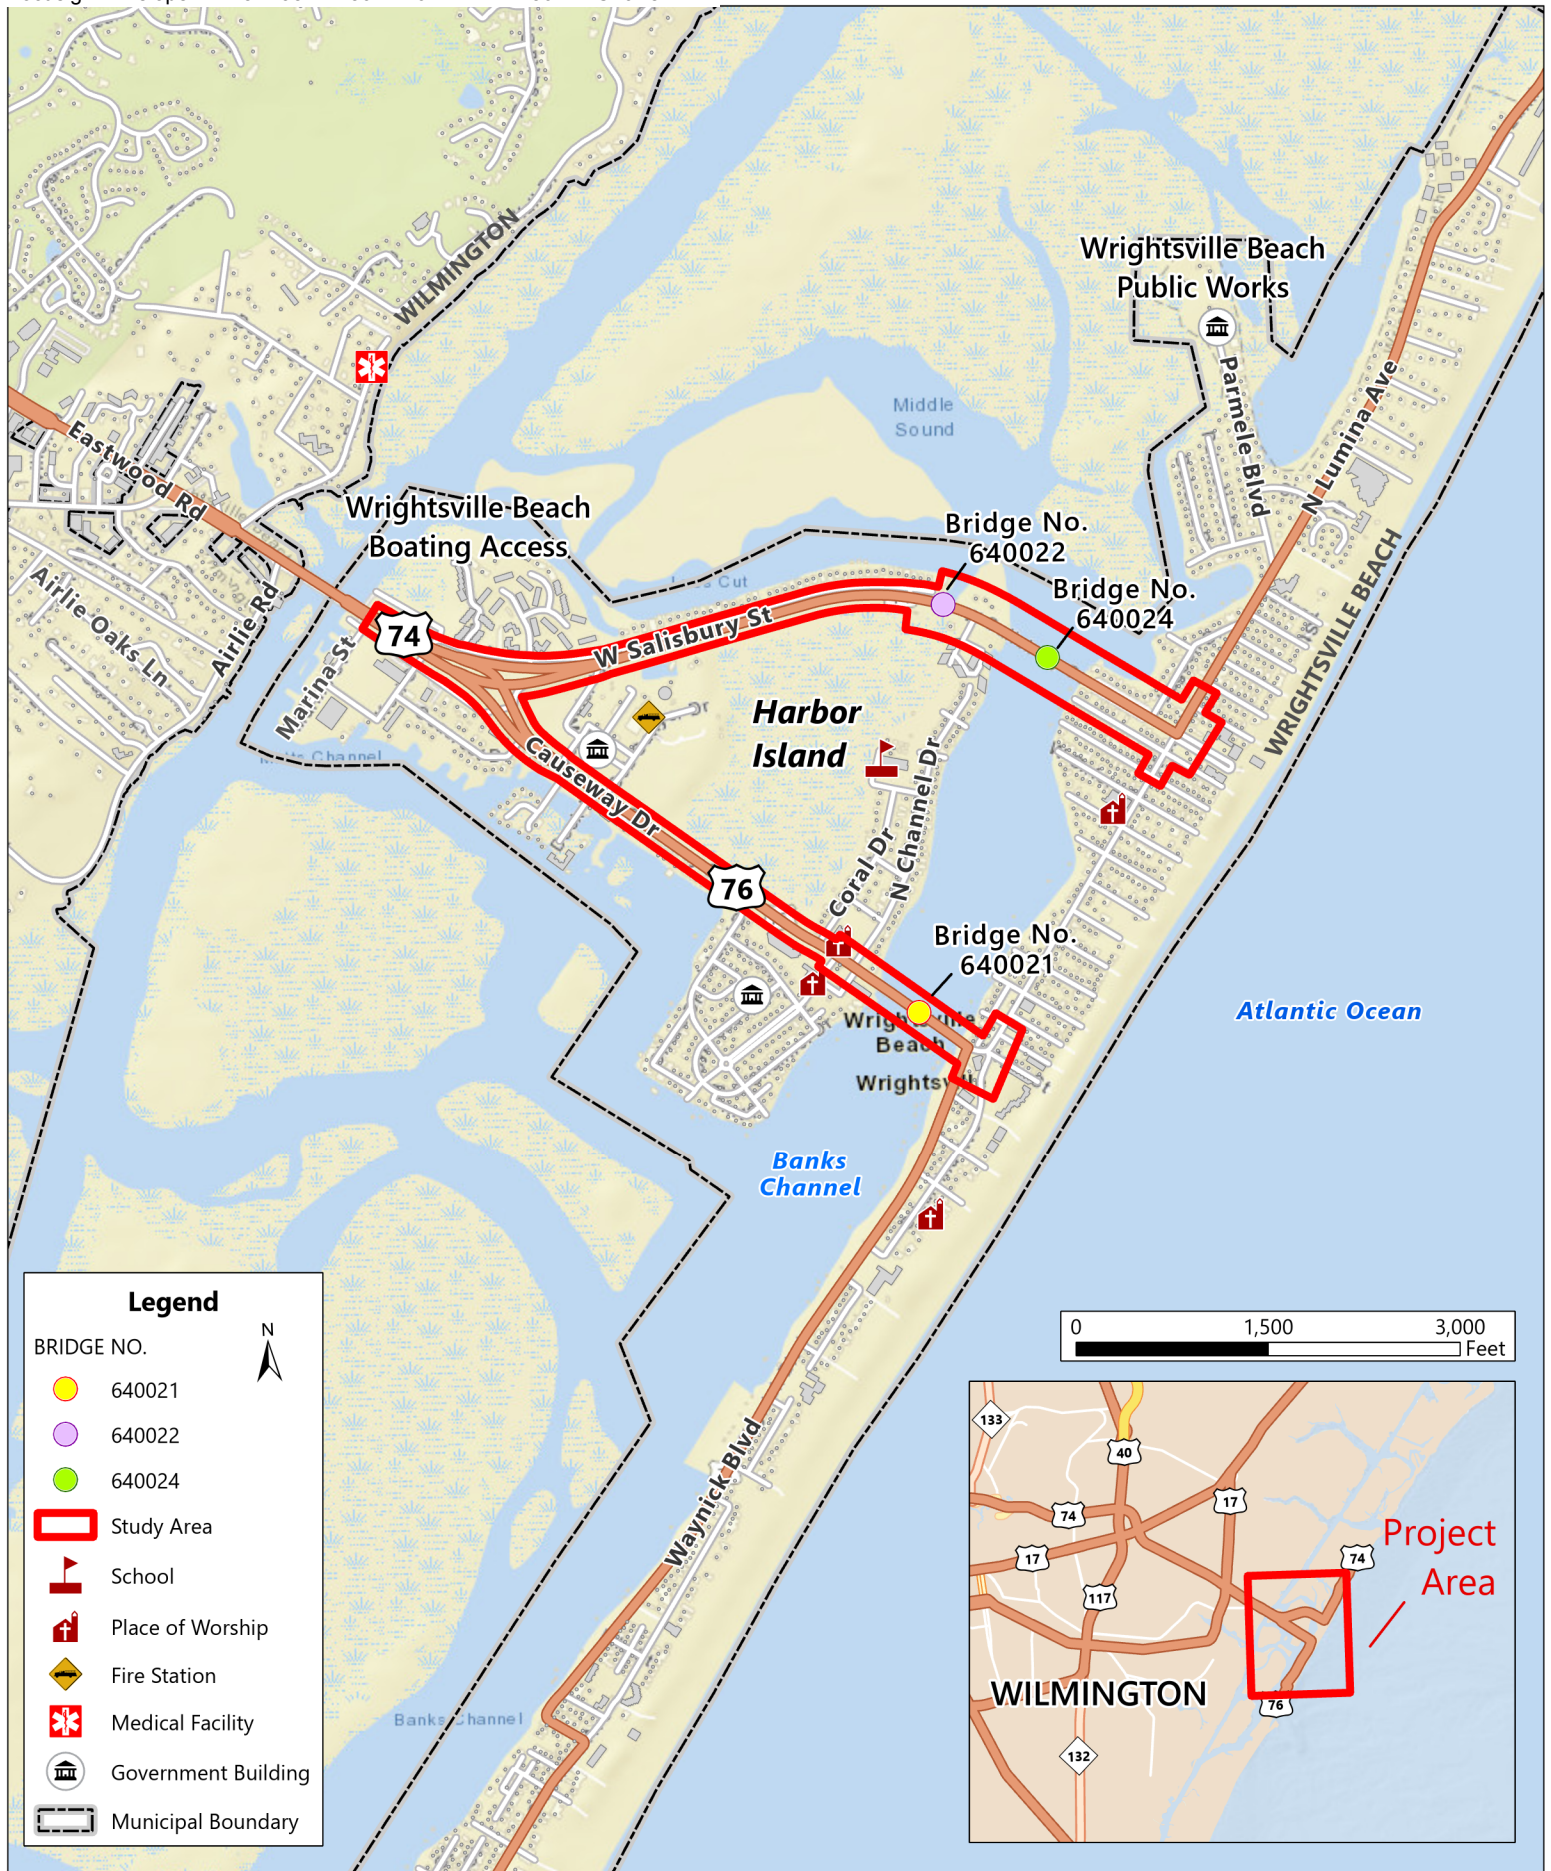 WILMINGTON
Wrightsville Beach
Public Works
Parmele Blvd
N Lumina Ave
Middle
Sound
Eastwood Rd
Wrightsville Beach
Boating Access
Bridge No.
640022
Bridge No.
640024
Airlie Oaks Ln
Airlie Rd
74
W Salisbury St
WRIGHTSVILLE BEACH
Marina St
Harbor
Island
Causeway Dr
76
Coral Dr
N Channel Dr
Bridge No.
640021
Wrightsville
Beach
Atlantic Ocean
Banks
Channel
Waynick Blvd
Banks Channel
Legend
N
BRIDGE NO.
640021
640022
640024
Study Area
School
Place of Worship
Fire Station
Medical Facility
Government Building
Municipal Boundary
0 1,500 3,000
Feet
133
40
74
17
17
117
74
Project
Area
WILMINGTON
76
132